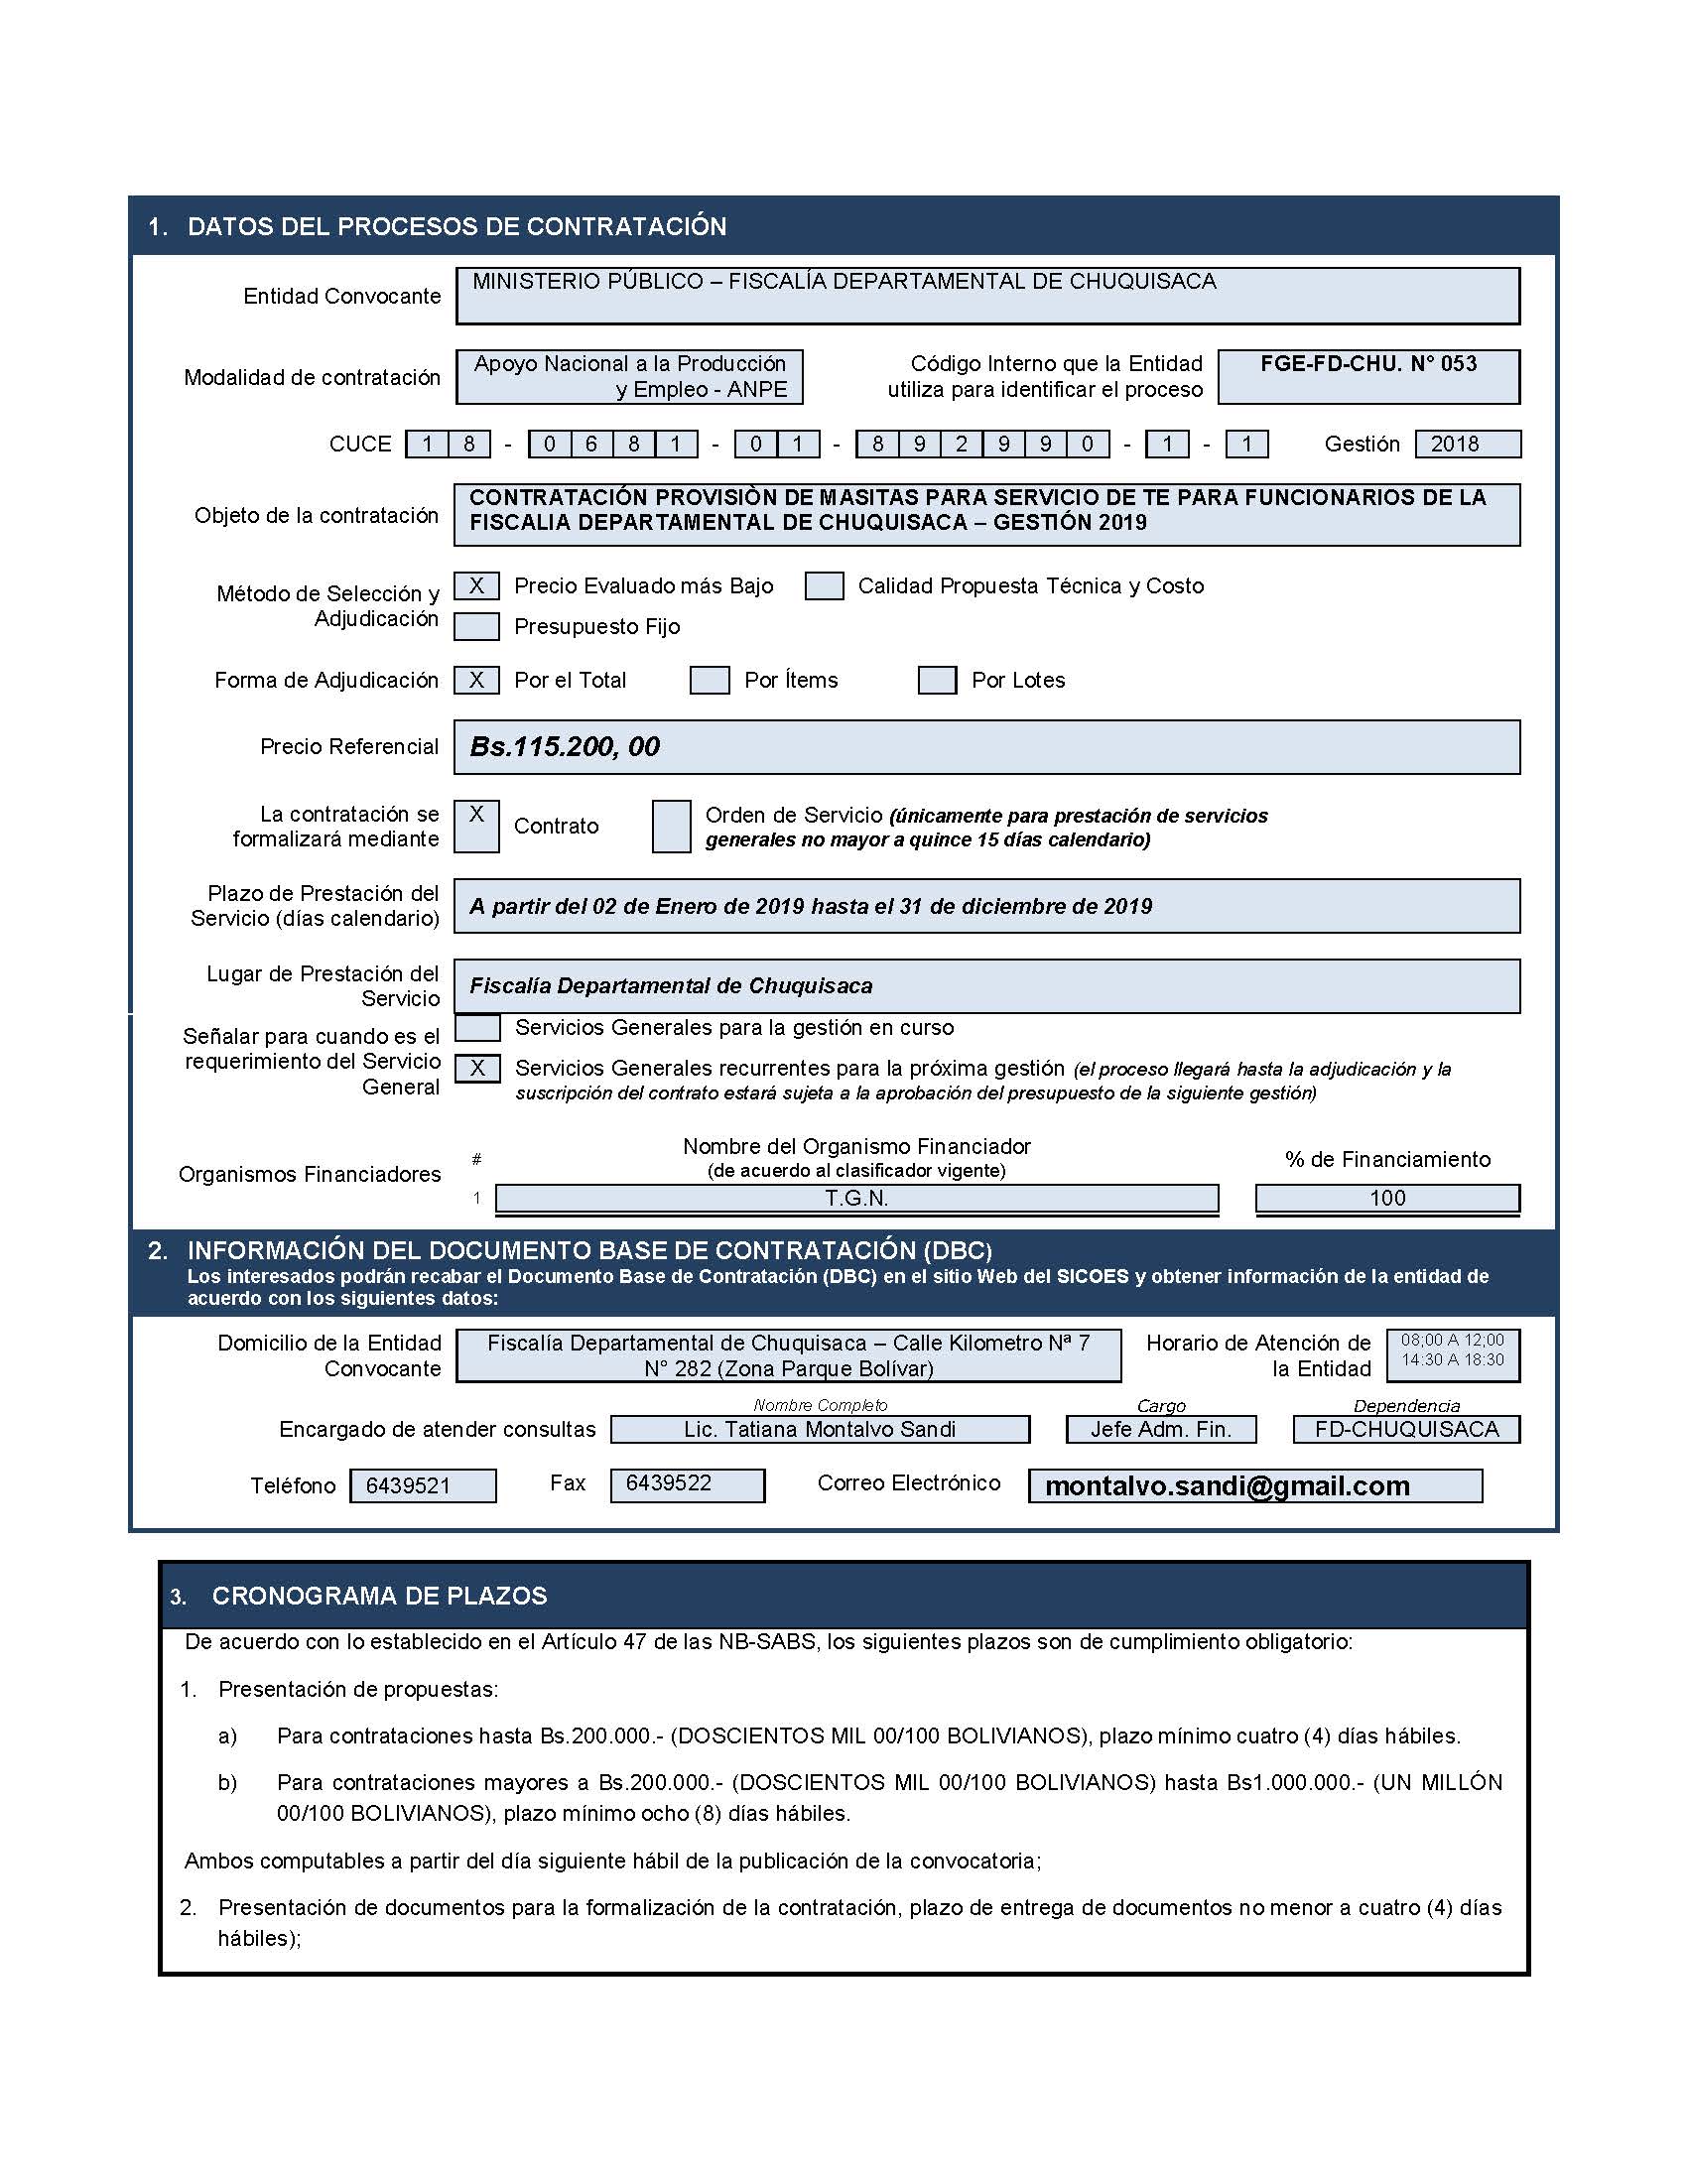 1. DATOS DEL PROCESOS DE CONTRATACIÓN
Entidad Convocante
MINISTERIO PÚBLICO – FISCALÍA DEPARTAMENTAL DE CHUQUISACA
Modalidad de contratación
Apoyo Nacional a la Producción
y Empleo - ANPE
Código Interno que la Entidad
utiliza para identificar el proceso
FGE-FD-CHU. N° 053
CUCE 1 8 - 0 6 8 1 - 0 1 - 8 9 2 9 9 0 - 1 - 1 Gestión 2018
Objeto de la contratación
CONTRATACIÓN PROVISIÒN DE MASITAS PARA SERVICIO DE TE PARA FUNCIONARIOS DE LA
FISCALIA DEPARTAMENTAL DE CHUQUISACA – GESTIÓN 2019
Método de Selección y
Adjudicación
X Precio Evaluado más Bajo Calidad Propuesta Técnica y Costo
Presupuesto Fijo
Forma de Adjudicación X Por el Total Por Ítems Por Lotes
Precio Referencial Bs.115.200, 00
La contratación se
formalizará mediante
X Contrato
Orden de Servicio (únicamente para prestación de servicios
generales no mayor a quince 15 días calendario)
Plazo de Prestación del
Servicio (días calendario)
A partir del 02 de Enero de 2019 hasta el 31 de diciembre de 2019
Lugar de Prestación del
Servicio
Fiscalía Departamental de Chuquisaca
Señalar para cuando es el
requerimiento del Servicio
General
Servicios Generales para la gestión en curso
X Servicios Generales recurrentes para la próxima gestión (el proceso llegará hasta la adjudicación y la
suscripción del contrato estará sujeta a la aprobación del presupuesto de la siguiente gestión)
Organismos Financiadores
#
Nombre del Organismo Financiador
(de acuerdo al clasificador vigente)
% de Financiamiento
1 T.G.N. 100
2. INFORMACIÓN DEL DOCUMENTO BASE DE CONTRATACIÓN (DBC)
Los interesados podrán recabar el Documento Base de Contratación (DBC) en el sitio Web del SICOES y obtener información de la entidad de
acuerdo con los siguientes datos:
Domicilio de la Entidad
Convocante
Fiscalía Departamental de Chuquisaca – Calle Kilometro Nª 7
N° 282 (Zona Parque Bolívar)
Horario de Atención de
la Entidad
08;00 A 12;00
14:30 A 18:30
Nombre Completo Cargo Dependencia
Encargado de atender consultas Lic. Tatiana Montalvo Sandi Jefe Adm. Fin. FD-CHUQUISACA
Teléfono 6439521 Fax 6439522 Correo Electrónico montalvo.sandi@gmail.com
3. CRONOGRAMA DE PLAZOS
De acuerdo con lo establecido en el Artículo 47 de las NB-SABS, los siguientes plazos son de cumplimiento obligatorio:
1. Presentación de propuestas:
a) Para contrataciones hasta Bs.200.000.- (DOSCIENTOS MIL 00/100 BOLIVIANOS), plazo mínimo cuatro (4) días hábiles.
b) Para contrataciones mayores a Bs.200.000.- (DOSCIENTOS MIL 00/100 BOLIVIANOS) hasta Bs1.000.000.- (UN MILLÓN
00/100 BOLIVIANOS), plazo mínimo ocho (8) días hábiles.
Ambos computables a partir del día siguiente hábil de la publicación de la convocatoria;
2. Presentación de documentos para la formalización de la contratación, plazo de entrega de documentos no menor a cuatro (4) días
hábiles);